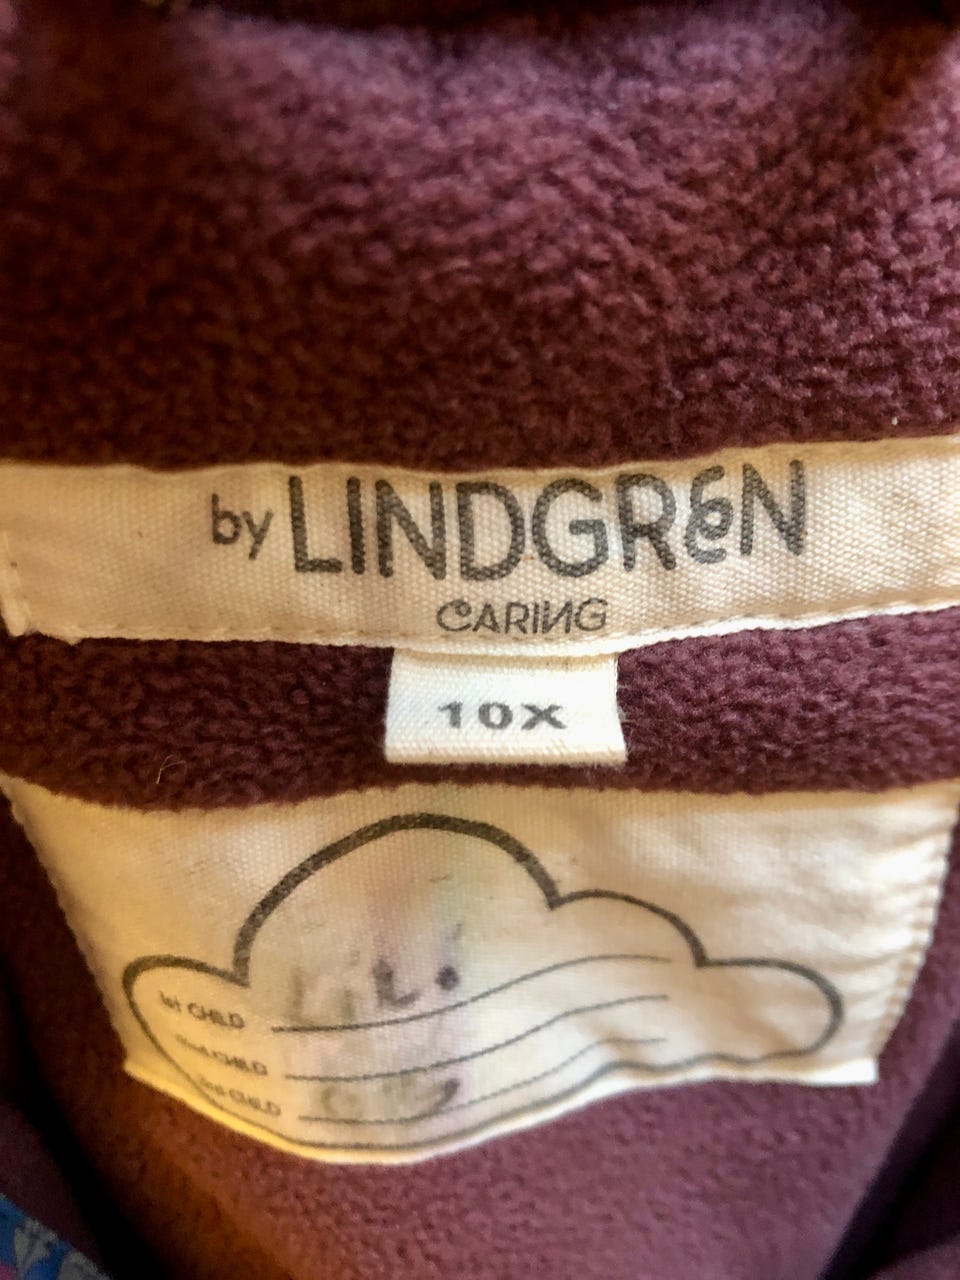 by LINDGREN
CARING
10X
1st CHILD
2nd CHILD
3rd CHILD